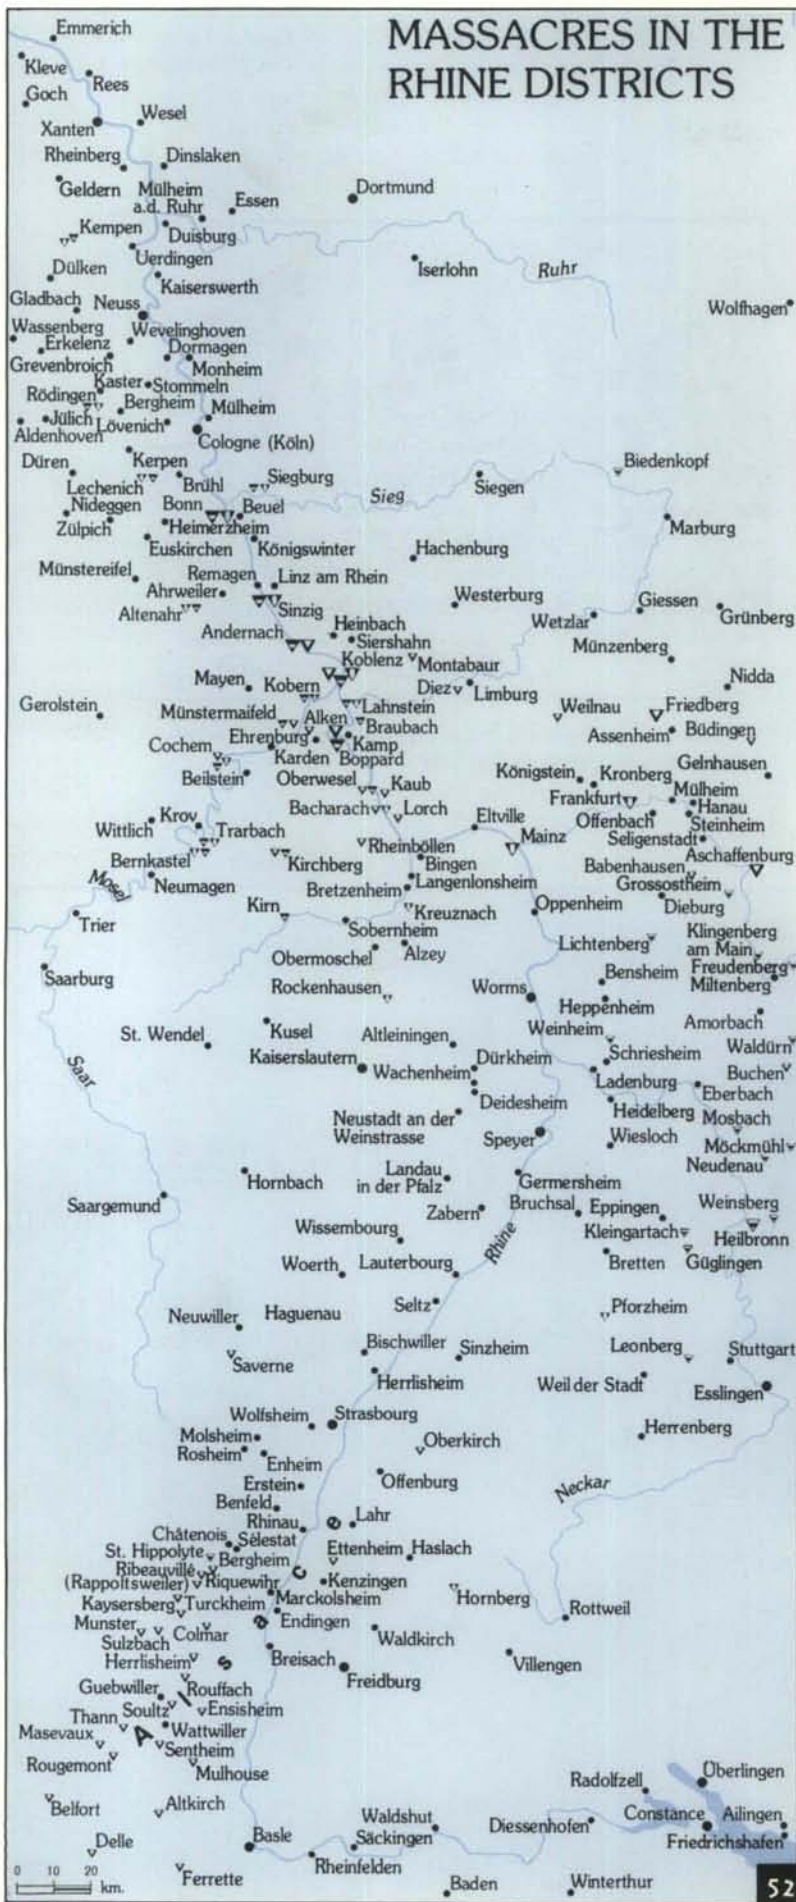 MASSACRES IN THE
RHINE DISTRICTS
Emmerich
Kleve
Rees
Goch
Wesel
Xanten
Rheinberg
Dinslaken
Geldern
Mülheim
a.d. Ruhr
Essen
Dortmund
Kempen
Duisburg
Uerdingen
Iserlohn
Ruhr
Dülken
Kaiserswerth
Gladbach
Neuss
Wolfhagen
Wassenberg
Wevelinghoven
Erkelenz
Dormagen
Grevenbroich
Monheim
Kaster
Stommeln
Rödingen
Bergheim
Mülheim
Jülich
Lövenich
Aldenhoven
Cologne (Köln)
Düren
Kerpen
Siegburg
Biedenkopf
Lechenich
Brühl
Sieg
Siegen
Nideggen
Bonn
Beuel
Zülpich
Heimerzheim
Marburg
Euskirchen
Königswinter
Hachenburg
Münstereifel
Remagen
Linz am Rhein
Ahrweiler
Westerburg
Giessen
Altenahr
Sinzig
Wetzlar
Grünberg
Andernach
Heinbach
Siershahn
Münzenberg
Koblenz
Montabaur
Mayen
Kobern
Diez
Limburg
Nidda
Gerolstein
Münstermaifeld
Alken
Lahnstein
Weilnau
Friedberg
Ehrenburg
Braubach
Assenheim
Büdingen
Cochem
Karden
Kamp
Boppard
Beilstein
Oberwesel
Kaub
Königstein
Kronberg
Gelnhausen
Bacharach
Lorch
Eltville
Frankfurt
Mülheim
Hanau
Wittlich
Krov
Trarbach
Offenbach
Steinheim
Rheinböllen
Mainz
Seligenstadt
Bernkastel
Kirchberg
Bingen
Babenhausen
Aschaffenburg
Mosel
Neumagen
Bretzenheim
Langenlonsheim
Grossostheim
Kirn
Kreuznach
Oppenheim
Dieburg
Trier
Sobernheim
Klingenberg
am Main
Obermoschel
Alzey
Lichtenberg
Freudenberg
Saarburg
Bensheim
Miltenberg
Rockenhausen
Worms
Heppenheim
Amorbach
St. Wendel
Kusel
Altleiningen
Weinheim
Waldürn
Saar
Kaiserslautern
Dürkheim
Schriesheim
Wachenheim
Ladenburg
Buchen
Eberbach
Deidesheim
Heidelberg
Mosbach
Neustadt an der
Weinstrasse
Speyer
Wiesloch
Möckmühl
Neudenau
Hornbach
Landau
in der Pfalz
Germersheim
Saargemund
Zabern
Bruchsal
Eppingen
Weinsberg
Wissembourg
Rhine
Kleingartach
Heilbronn
Woerth
Lauterbourg
Bretten
Güglingen
Neuwiller
Haguenau
Seltz
Pforzheim
Bischwiller
Sinzheim
Leonberg
Stuttgart
Saverne
Herrlisheim
Weil der Stadt
Esslingen
Wolfsheim
Strasbourg
Molsheim
Herrenberg
Rosheim
Enheim
Oberkirch
Erstein
Offenburg
Neckar
Benfeld
Rhinau
Lahr
Châtenois
Sélestat
St. Hippolyte
Bergheim
Ettenheim
Haslach
Ribeauvillé
(Rappoltsweiler)
Riquewihr
Kenzingen
Hornberg
Kaysersberg
Turckheim
Marckolsheim
Rottweil
Munster
Endingen
Sulzbach
Colmar
Waldkirch
Herrlisheim
Breisach
Villengen
Freidburg
Guebwiller
Rouffach
Soultz
Ensisheim
Alsace
Thann
Wattwiller
Masevaux
Sentheim
Rougemont
Mulhouse
Radolfzell
Überlingen
Belfort
Altkirch
Waldshut
Diessenhofen
Constance
Ailingen
Delle
Basle
Säckingen
Friedrichshafen
Rheinfelden
Ferrette
Baden
Winterthur
0 10 20
km.
52